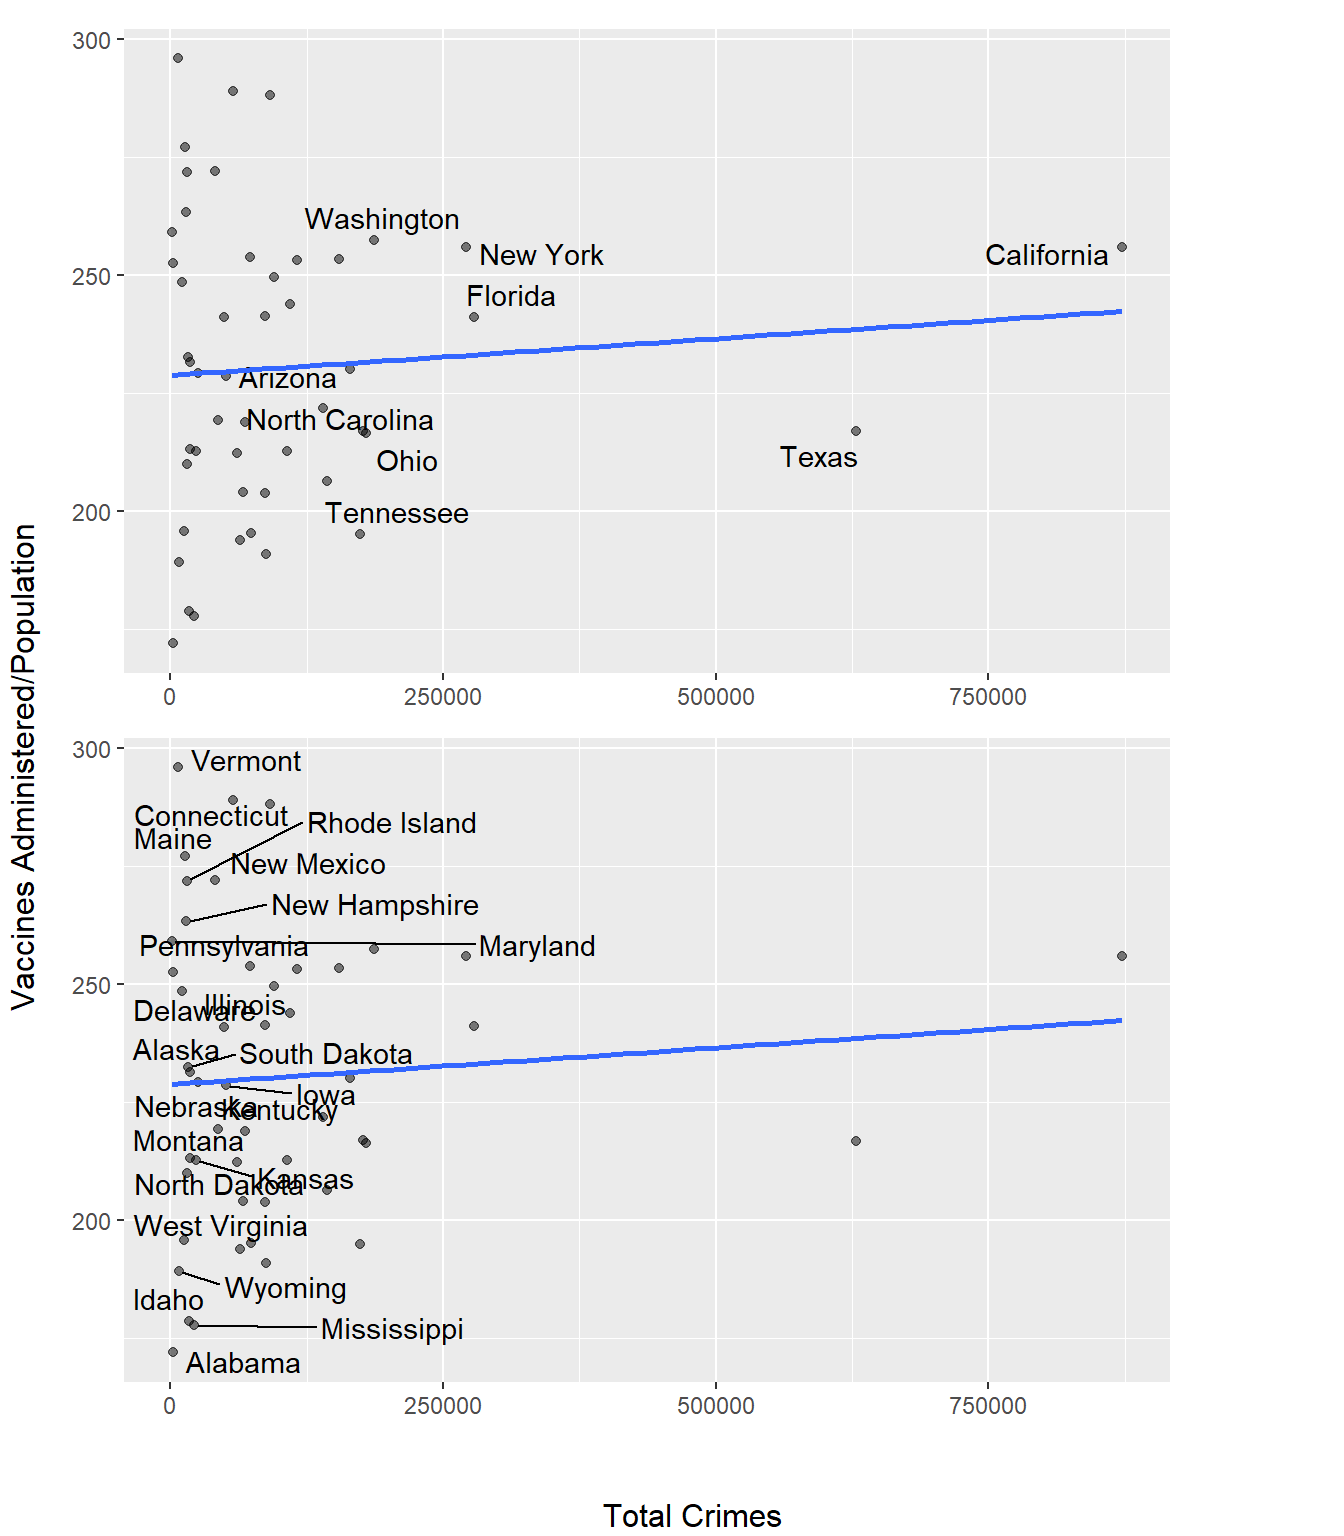 300
250
200
Washington
New York
California
Florida
Arizona
North Carolina
Ohio
Texas
Tennessee
0
250000
500000
750000
Vaccines Administered/Population
300
250
200
Vermont
Connecticut
Rhode Island
Maine
New Mexico
New Hampshire
Pennsylvania
Maryland
Illinois
Delaware
Alaska
South Dakota
Iowa
Nebraska
Kentucky
Montana
Kansas
North Dakota
West Virginia
Wyoming
Idaho
Mississippi
Alabama
0
250000
500000
750000
Total Crimes